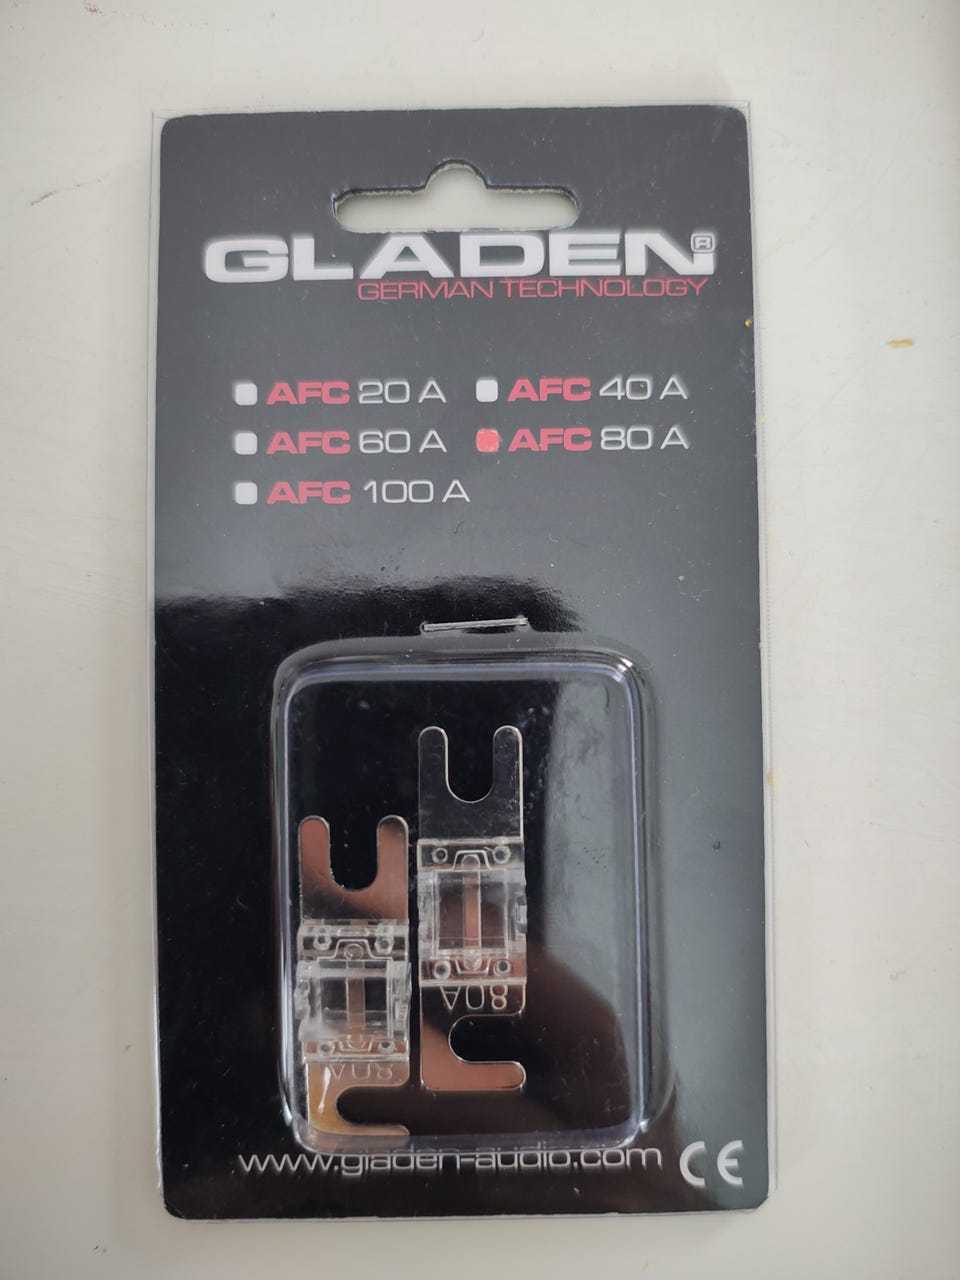 GLADEN®
GERMAN TECHNOLOGY
AFC 20 A AFC 40 A
AFC 60 A AFC 80 A
AFC 100 A
80A
80A
www.gladen-audio.com CE